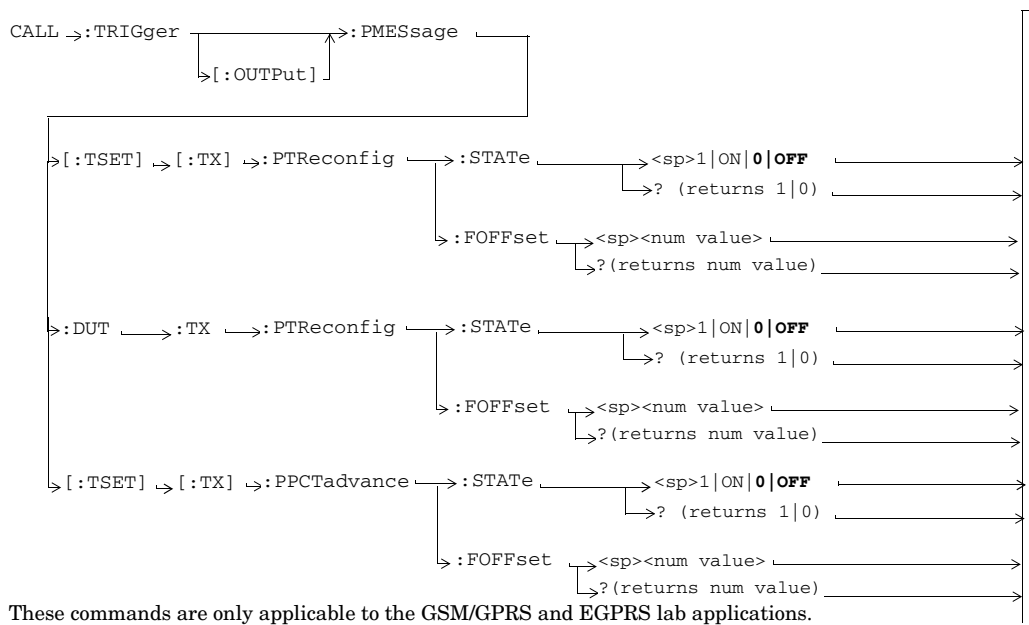 CALL :TRIGger :PMESsage
[:OUTPut]
[:TSET] [:TX] :PTReconfig :STATe <sp>1|ON|0|OFF
? (returns 1|0)
:FOFFset <sp><num value>
?(returns num value)
:DUT :TX :PTReconfig :STATe <sp>1|ON|0|OFF
? (returns 1|0)
:FOFFset <sp><num value>
?(returns num value)
[:TSET] [:TX] :PPCTadvance :STATe <sp>1|ON|0|OFF
? (returns 1|0)
:FOFFset <sp><num value>
?(returns num value)
These commands are only applicable to the GSM/GPRS and EGPRS lab applications.